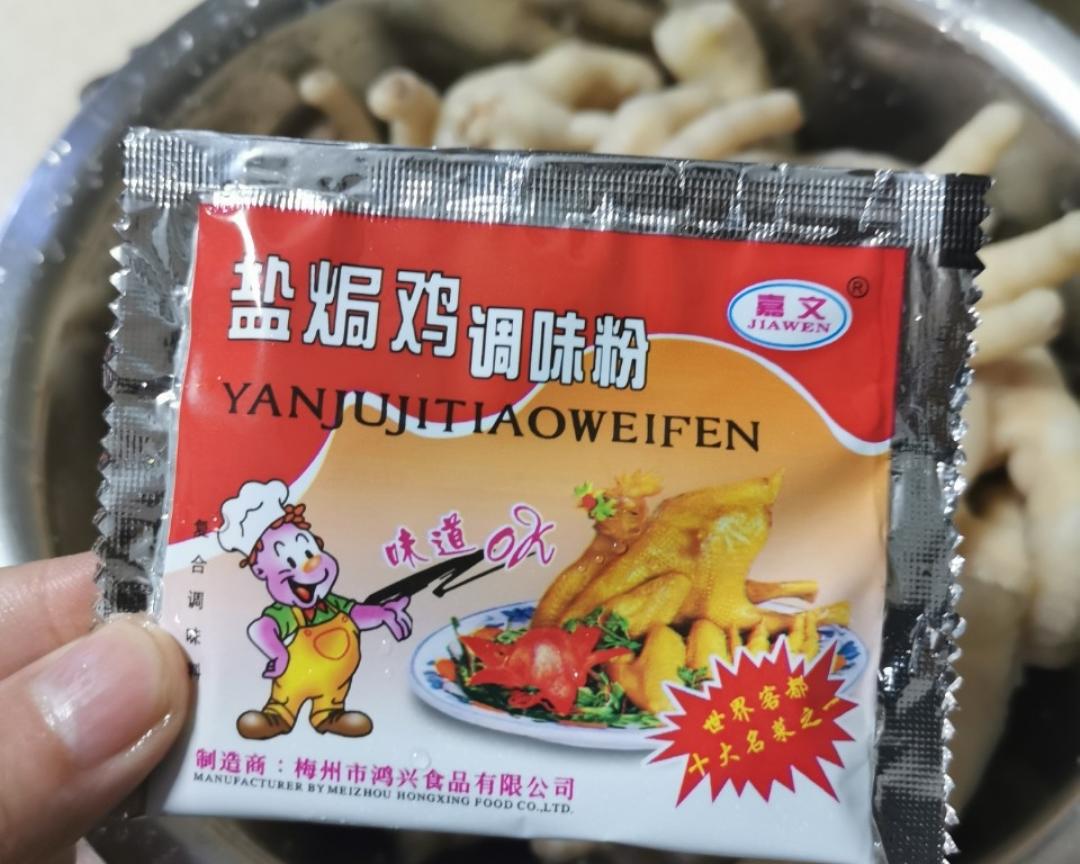 盐焗鸡调味粉
嘉文
®
JIAWEN
YANJUJITIAOWEIFEN
味道OK
复合调味
世界客都
十大名菜之一
制造商：梅州市鸿兴食品有限公司
MANUFACTURER BY MEIZHOU HONGXING FOOD CO.,LTD.